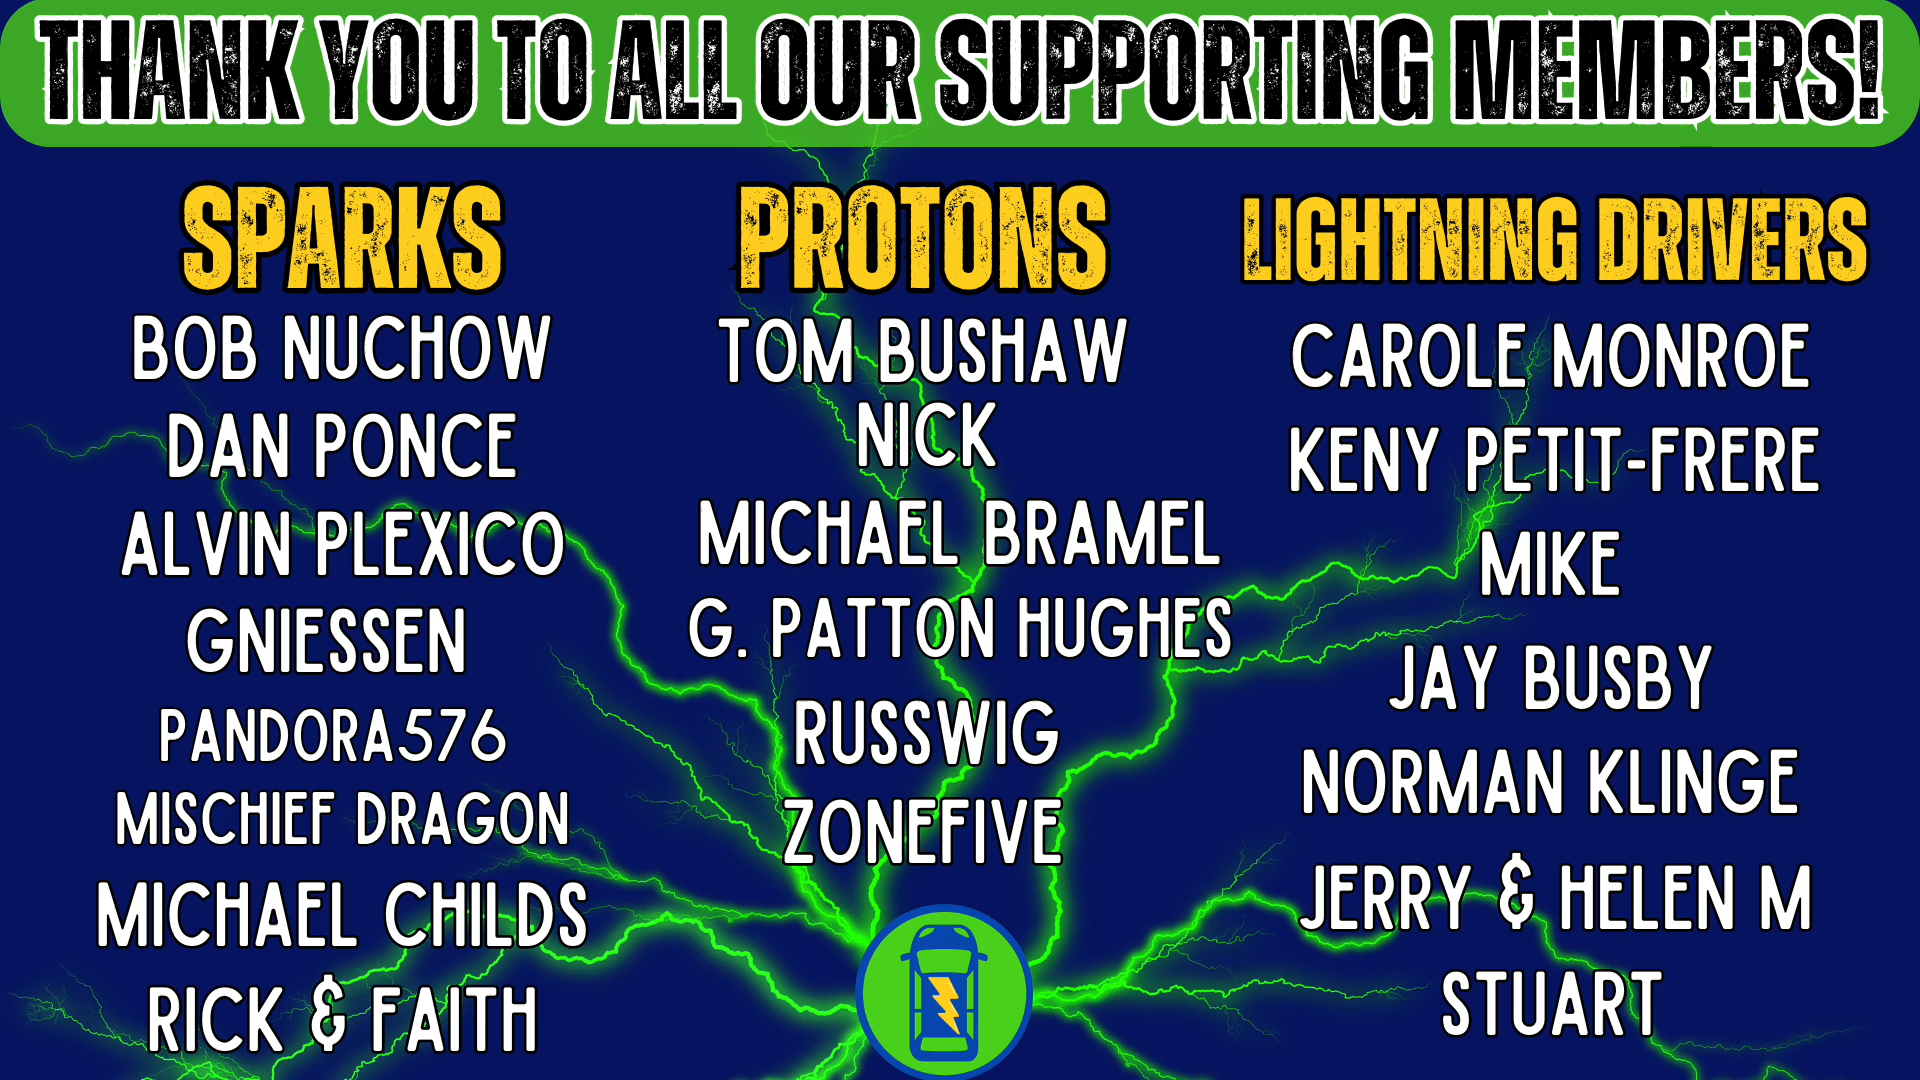 THANK YOU TO ALL OUR SUPPORTING MEMBERS!
SPARKS
BOB NUCHOW
DAN PONCE
ALVIN PLEXICO
GNIESSEN
PANDORA576
MISCHIEF DRAGON
MICHAEL CHILDS
RICK & FAITH
PROTONS
TOM BUSHAW
NICK
MICHAEL BRAMEL
G. PATTON HUGHES
RUSSWIG
ZONEFIVE
LIGHTNING DRIVERS
CAROLE MONROE
KENY PETIT-FRERE
MIKE
JAY BUSBY
NORMAN KLINGE
JERRY & HELEN M
STUART